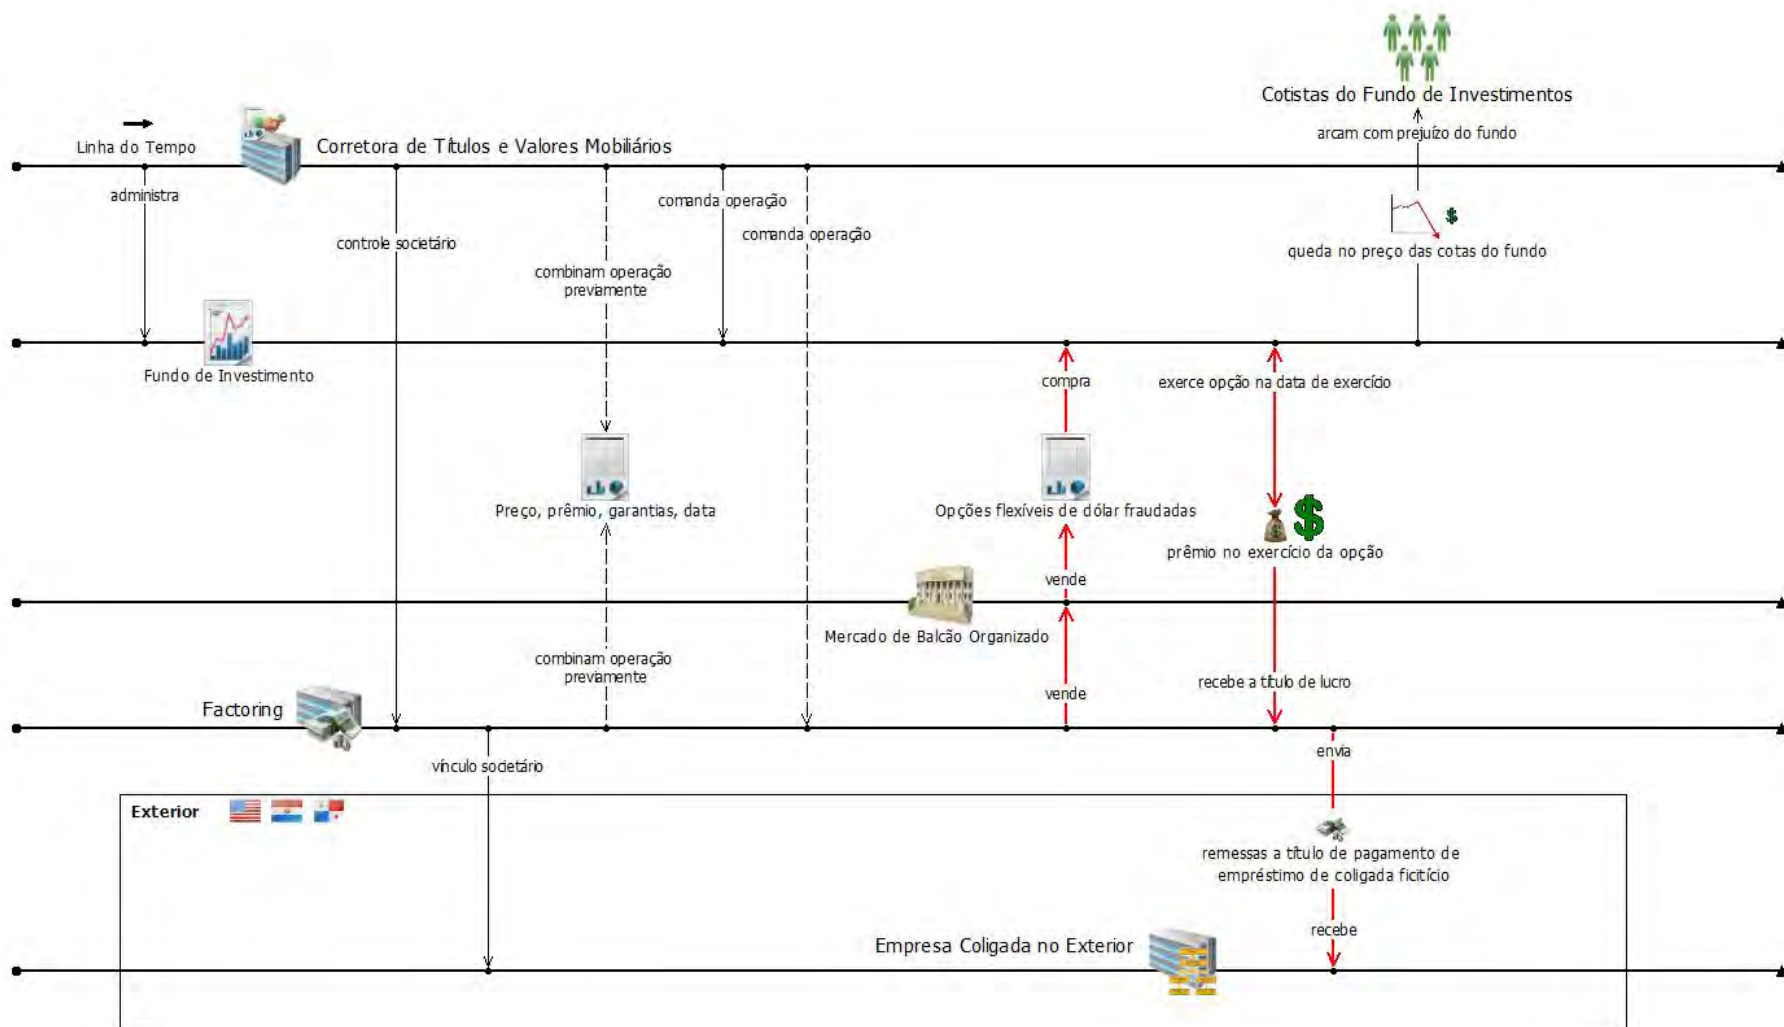 Cotistas do Fundo de Investimentos
arcam com prejuízo do fundo
Linha do Tempo
Corretora de Títulos e Valores Mobiliários
administra
comanda operação
controle societário
comanda operação
queda no preço das cotas do fundo
combinam operação
previamente
Fundo de Investimento
compra
exerce opção na data de exercício
Preço, prêmio, garantias, data
Opções flexíveis de dólar fraudadas
prêmio no exercício da opção
vende
Mercado de Balcão Organizado
combinam operação
previamente
recebe a título de lucro
vende
Factoring
envia
vínculo societário
Exterior
remessas a título de pagamento de
empréstimo de coligada ficitício
recebe
Empresa Coligada no Exterior